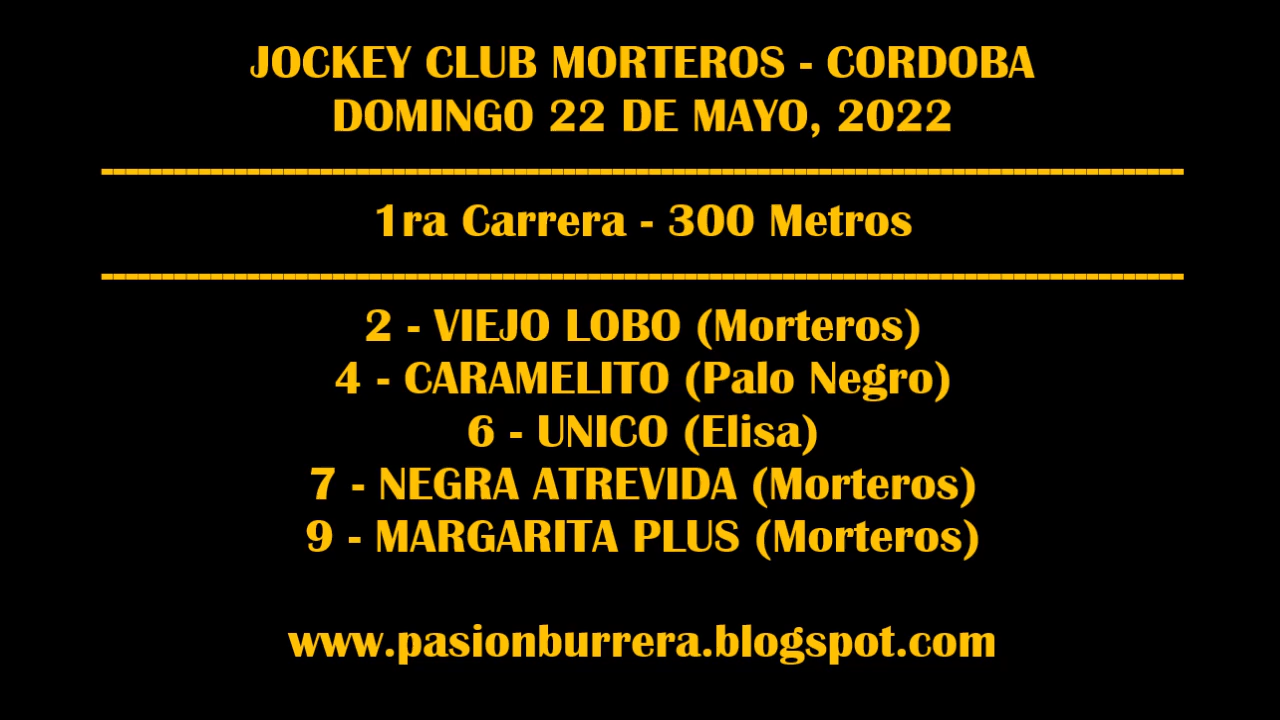 JOCKEY CLUB MORTEROS - CORDOBA
DOMINGO 22 DE MAYO, 2022
1ra Carrera - 300 Metros
2 - VIEJO LOBO (Morteros)
4 - CARAMELITO (Palo Negro)
6 - UNICO (Elisa)
7 - NEGRA ATREVIDA (Morteros)
9 - MARGARITA PLUS (Morteros)
www.pasionburrera.blogspot.com